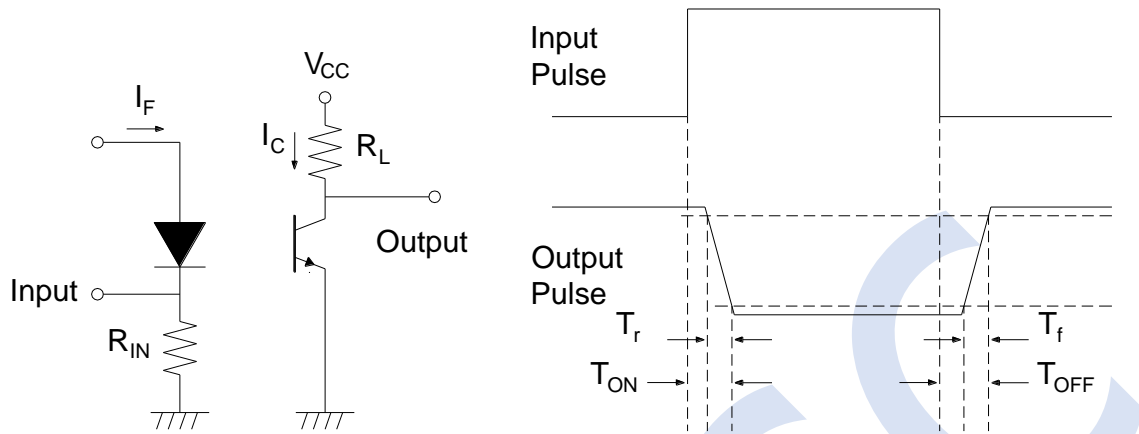 I_F
V_CC
I_C
R_L
Input
Output
R_IN
Input
Pulse
Output
Pulse
T_r
T_f
T_ON
T_OFF